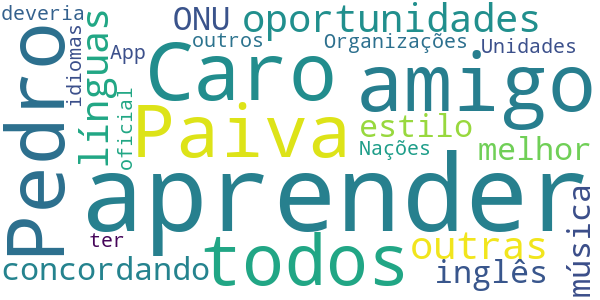 deveria
ONU
oportunidades
outros
Organizações
Unidades
App
idiomas
línguas
Pedro
Caro
amigo
Paiva
estilo
Nações
melhor
oficial
aprender
música
ter
todos
outras
concordando
inglês